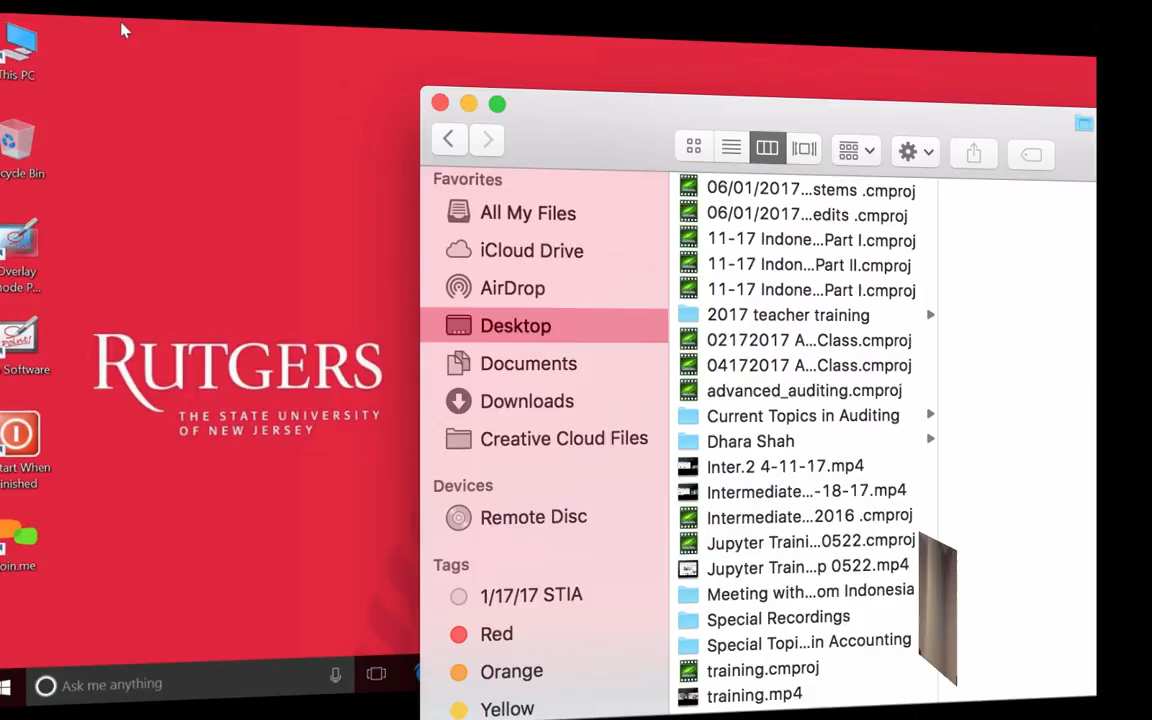 This PC
cycle Bin
Overlay
mode P...
Software
Start When
Finished
join.me
RUTGERS
THE STATE UNIVERSITY
OF NEW JERSEY
Ask me anything
Favorites
All My Files
iCloud Drive
AirDrop
Desktop
Documents
Downloads
Creative Cloud Files
Devices
Remote Disc
Tags
1/17/17 STIA
Red
Orange
Yellow
06/01/2017...stems .cmproj
06/01/2017...edits .cmproj
11-17 Indone...Part I.cmproj
11-17 Indon...Part II.cmproj
11-17 Indone...Part I.cmproj
2017 teacher training
02172017 A...Class.cmproj
04172017 A...Class.cmproj
advanced_auditing.cmproj
Current Topics in Auditing
Dhara Shah
Inter.2 4-11-17.mp4
Intermediate...-18-17.mp4
Intermediate...2016 .cmproj
Jupyter Traini...0522.cmproj
Jupyter Train...p 0522.mp4
Meeting with...om Indonesia
Special Recordings
Special Topi...in Accounting
training.cmproj
training.mp4